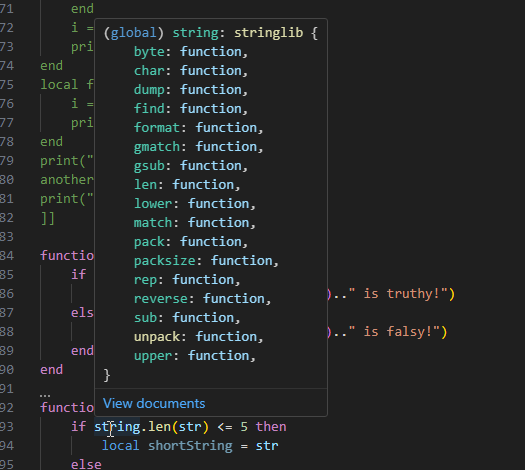 71 end
72 i =
73 pri
74 end
75 local f
76 i =
77 pri
78 end
79 print("
80 another
81 print("
82 ]]
83
84 functio
85 if
86 ).." is truthy!")
87 els
88 ).." is falsy!")
89 end
90 end
91 ...
92 functio
93 if string.len(str) <= 5 then
94 local shortString = str
95 else
(global) string: stringlib {
byte: function,
char: function,
dump: function,
find: function,
format: function,
gmatch: function,
gsub: function,
len: function,
lower: function,
match: function,
pack: function,
packsize: function,
rep: function,
reverse: function,
sub: function,
unpack: function,
upper: function,
}
View documents